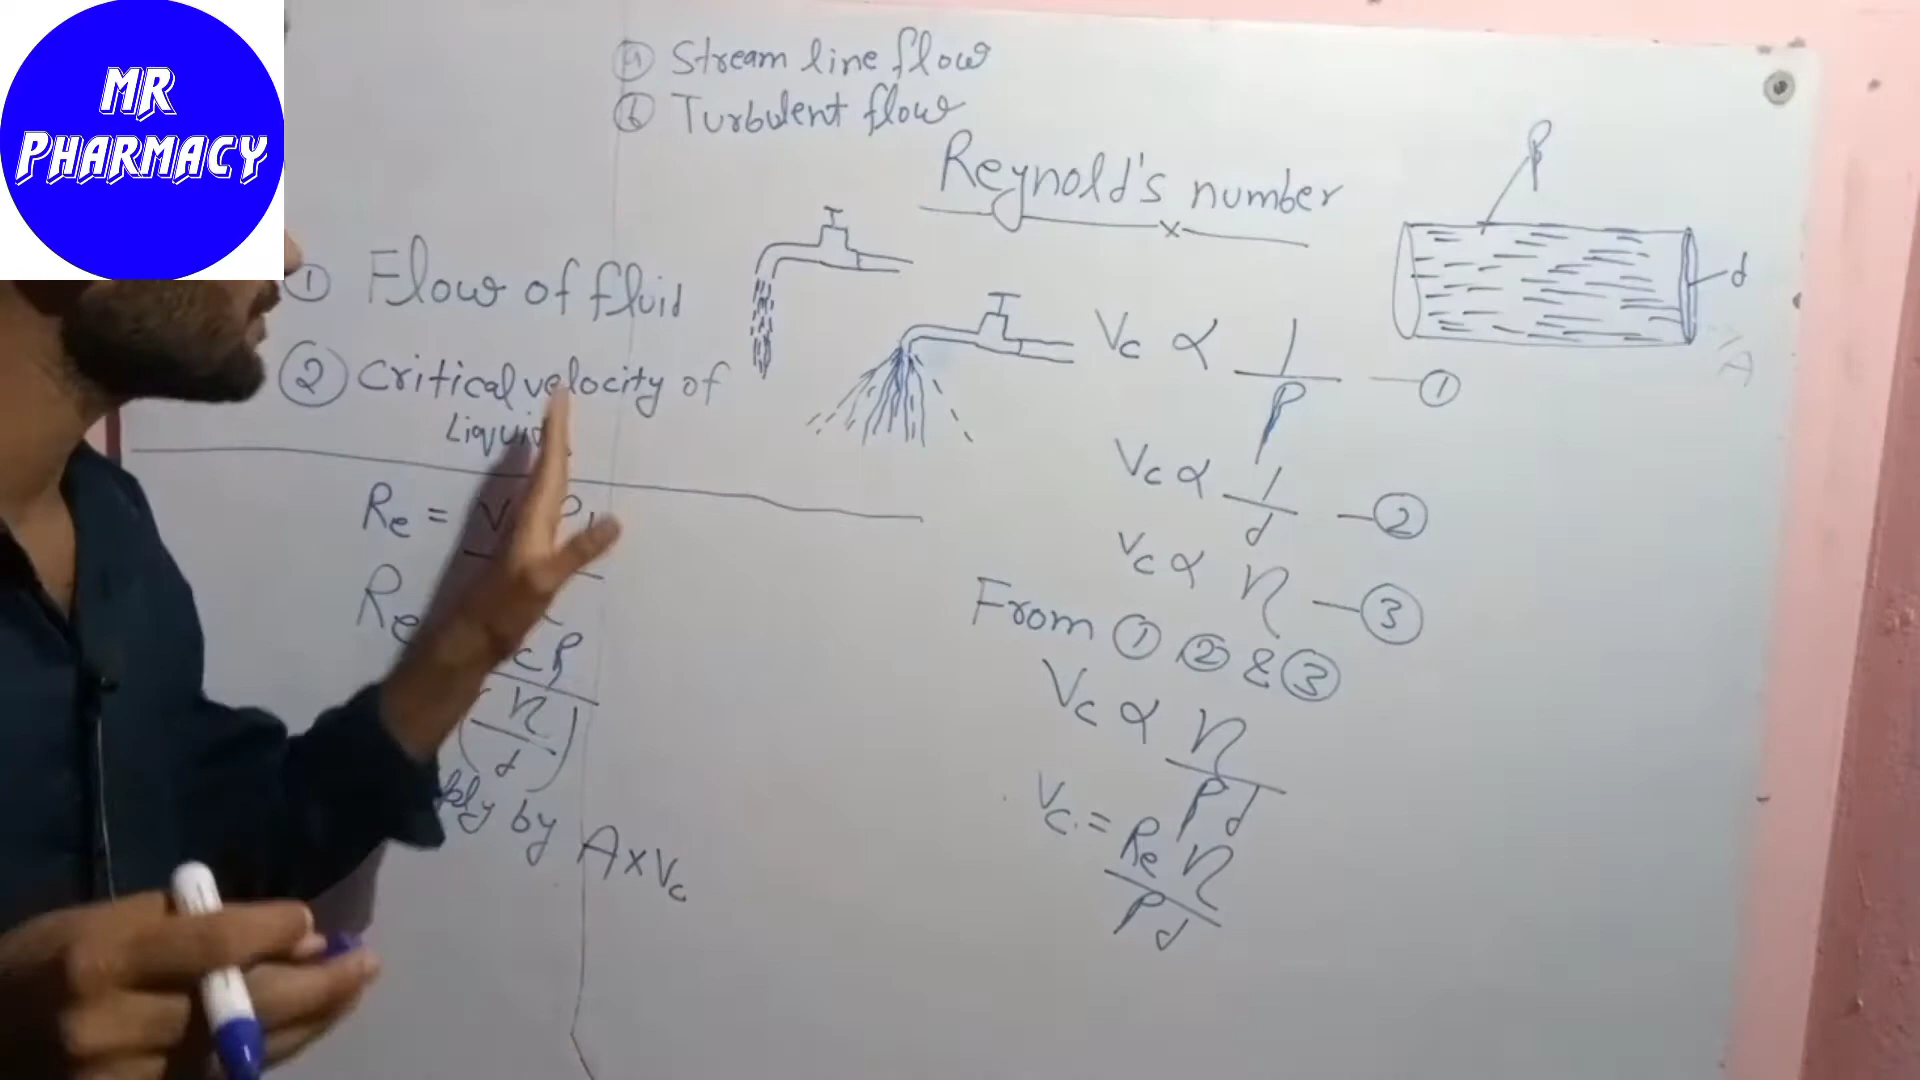 MR
PHARMACY
ⓐ Stream line flow
ⓑ Turbulent flow
Reynold's number
① Flow of fluid
② Critical velocity of
Re =
Re
ρ
d
A
Vc ∝ 1/ρ — ①
Vc ∝ 1/d — ②
Vc ∝ η — ③
From ① ② & ③
Vc ∝ η/ρd
Vc = Re η/ρd
cρ
(η/d)
by A×Vc